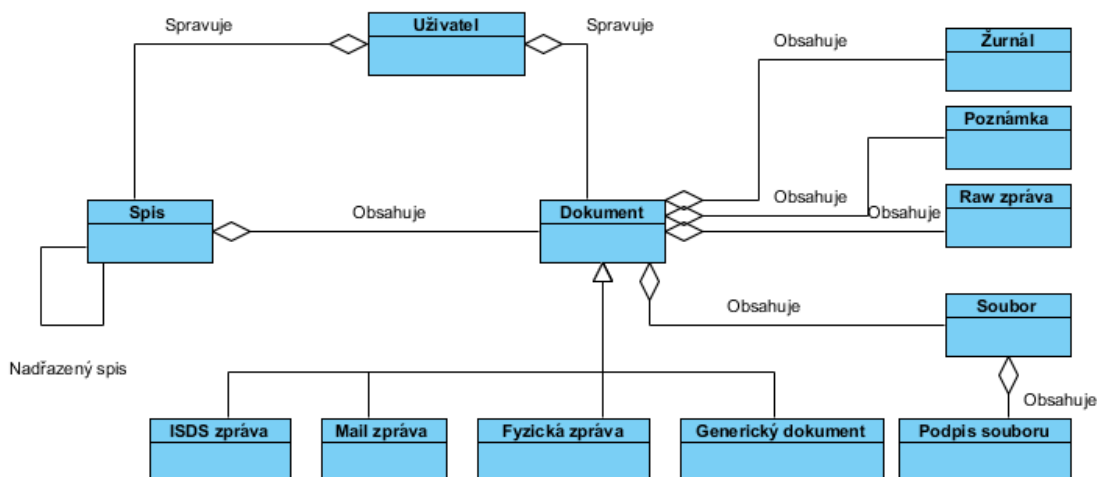 Spravuje
Uživatel
Spravuje
Obsahuje
Žurnál
Poznámka
Spis
Obsahuje
Dokument
Obsahuje
Raw zpráva
Obsahuje
Obsahuje
Soubor
Nadřazený spis
Obsahuje
ISDS zpráva
Mail zpráva
Fyzická zpráva
Generický dokument
Podpis souboru